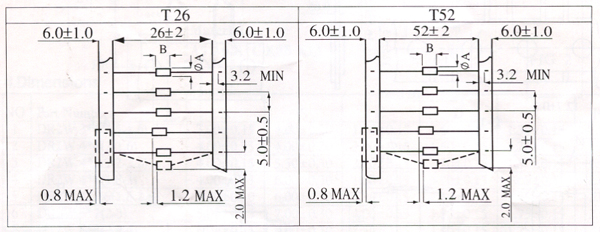 T 26
6.0±1.0 26±2 6.0±1.0
B
ØA
3.2 MIN
5.0±0.5
0.8 MAX 1.2 MAX
2.0 MAX
T52
6.0±1.0 52±2 6.0±1.0
B
ØA
3.2 MIN
5.0±0.5
0.8 MAX 1.2 MAX
2.0 MAX